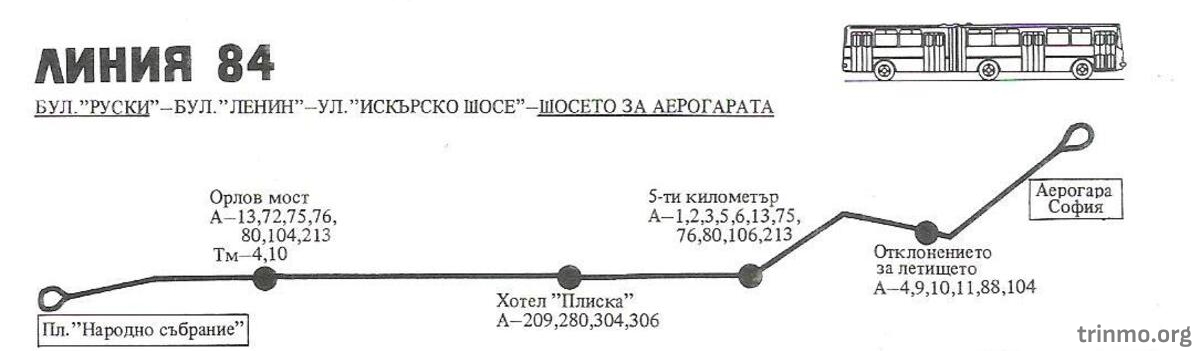 ЛИНИЯ 84
БУЛ."РУСКИ"–БУЛ."ЛЕНИН"–УЛ."ИСКЪРСКО ШОСЕ"–ШОСЕТО ЗА АЕРОГАРАТА
Орлов мост
А–13,72,75,76,
80,104,213
Тм–4,10
5-ти километър
А–1,2,3,5,6,13,75,
76,80,106,213
Аерогара
София
Отклонението
за летището
А–4,9,10,11,88,104
Хотел "Плиска"
А–209,280,304,306
Пл."Народно събрание"
trinmo.org